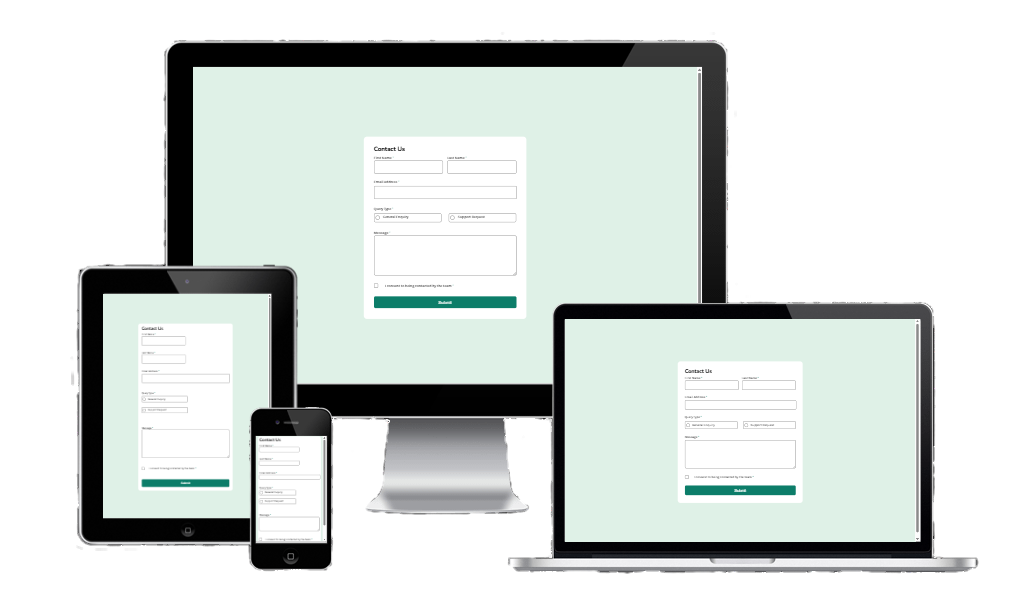 Contact Us
First Name * Last Name *
Email Address *
Query Type *
General Enquiry Support Request
Message *
I consent to being contacted by the team *
Submit
Contact Us
First Name *
Last Name *
Email Address *
Query Type *
General Enquiry
Support Request
Message *
I consent to being contacted by the team *
Submit
Contact Us
First Name *
Last Name *
Email Address *
Query Type *
General Enquiry
Support Request
Message *
I consent to being contacted by the team *
Contact Us
First Name * Last Name *
Email Address *
Query Type *
General Enquiry Support Request
Message *
I consent to being contacted by the team *
Submit